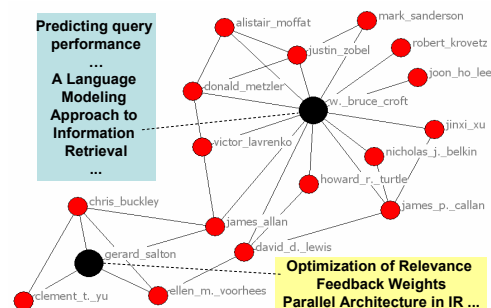 Predicting query
performance
...
A Language
Modeling
Approach to
Information
Retrieval
...
alistair_moffat
mark_sanderson
justin_zobel
robert_krovetz
joon_ho_lee
donald_metzler
w._bruce_croft
jinxi_xu
victor_lavrenko
nicholas_j._belkin
howard_r._turtle
chris_buckley
james_p._callan
james_allan
gerard_salton
david_d._lewis
clement_t._yu
ellen_m._voorhees
Optimization of Relevance
Feedback Weights
Parallel Architecture in IR ...